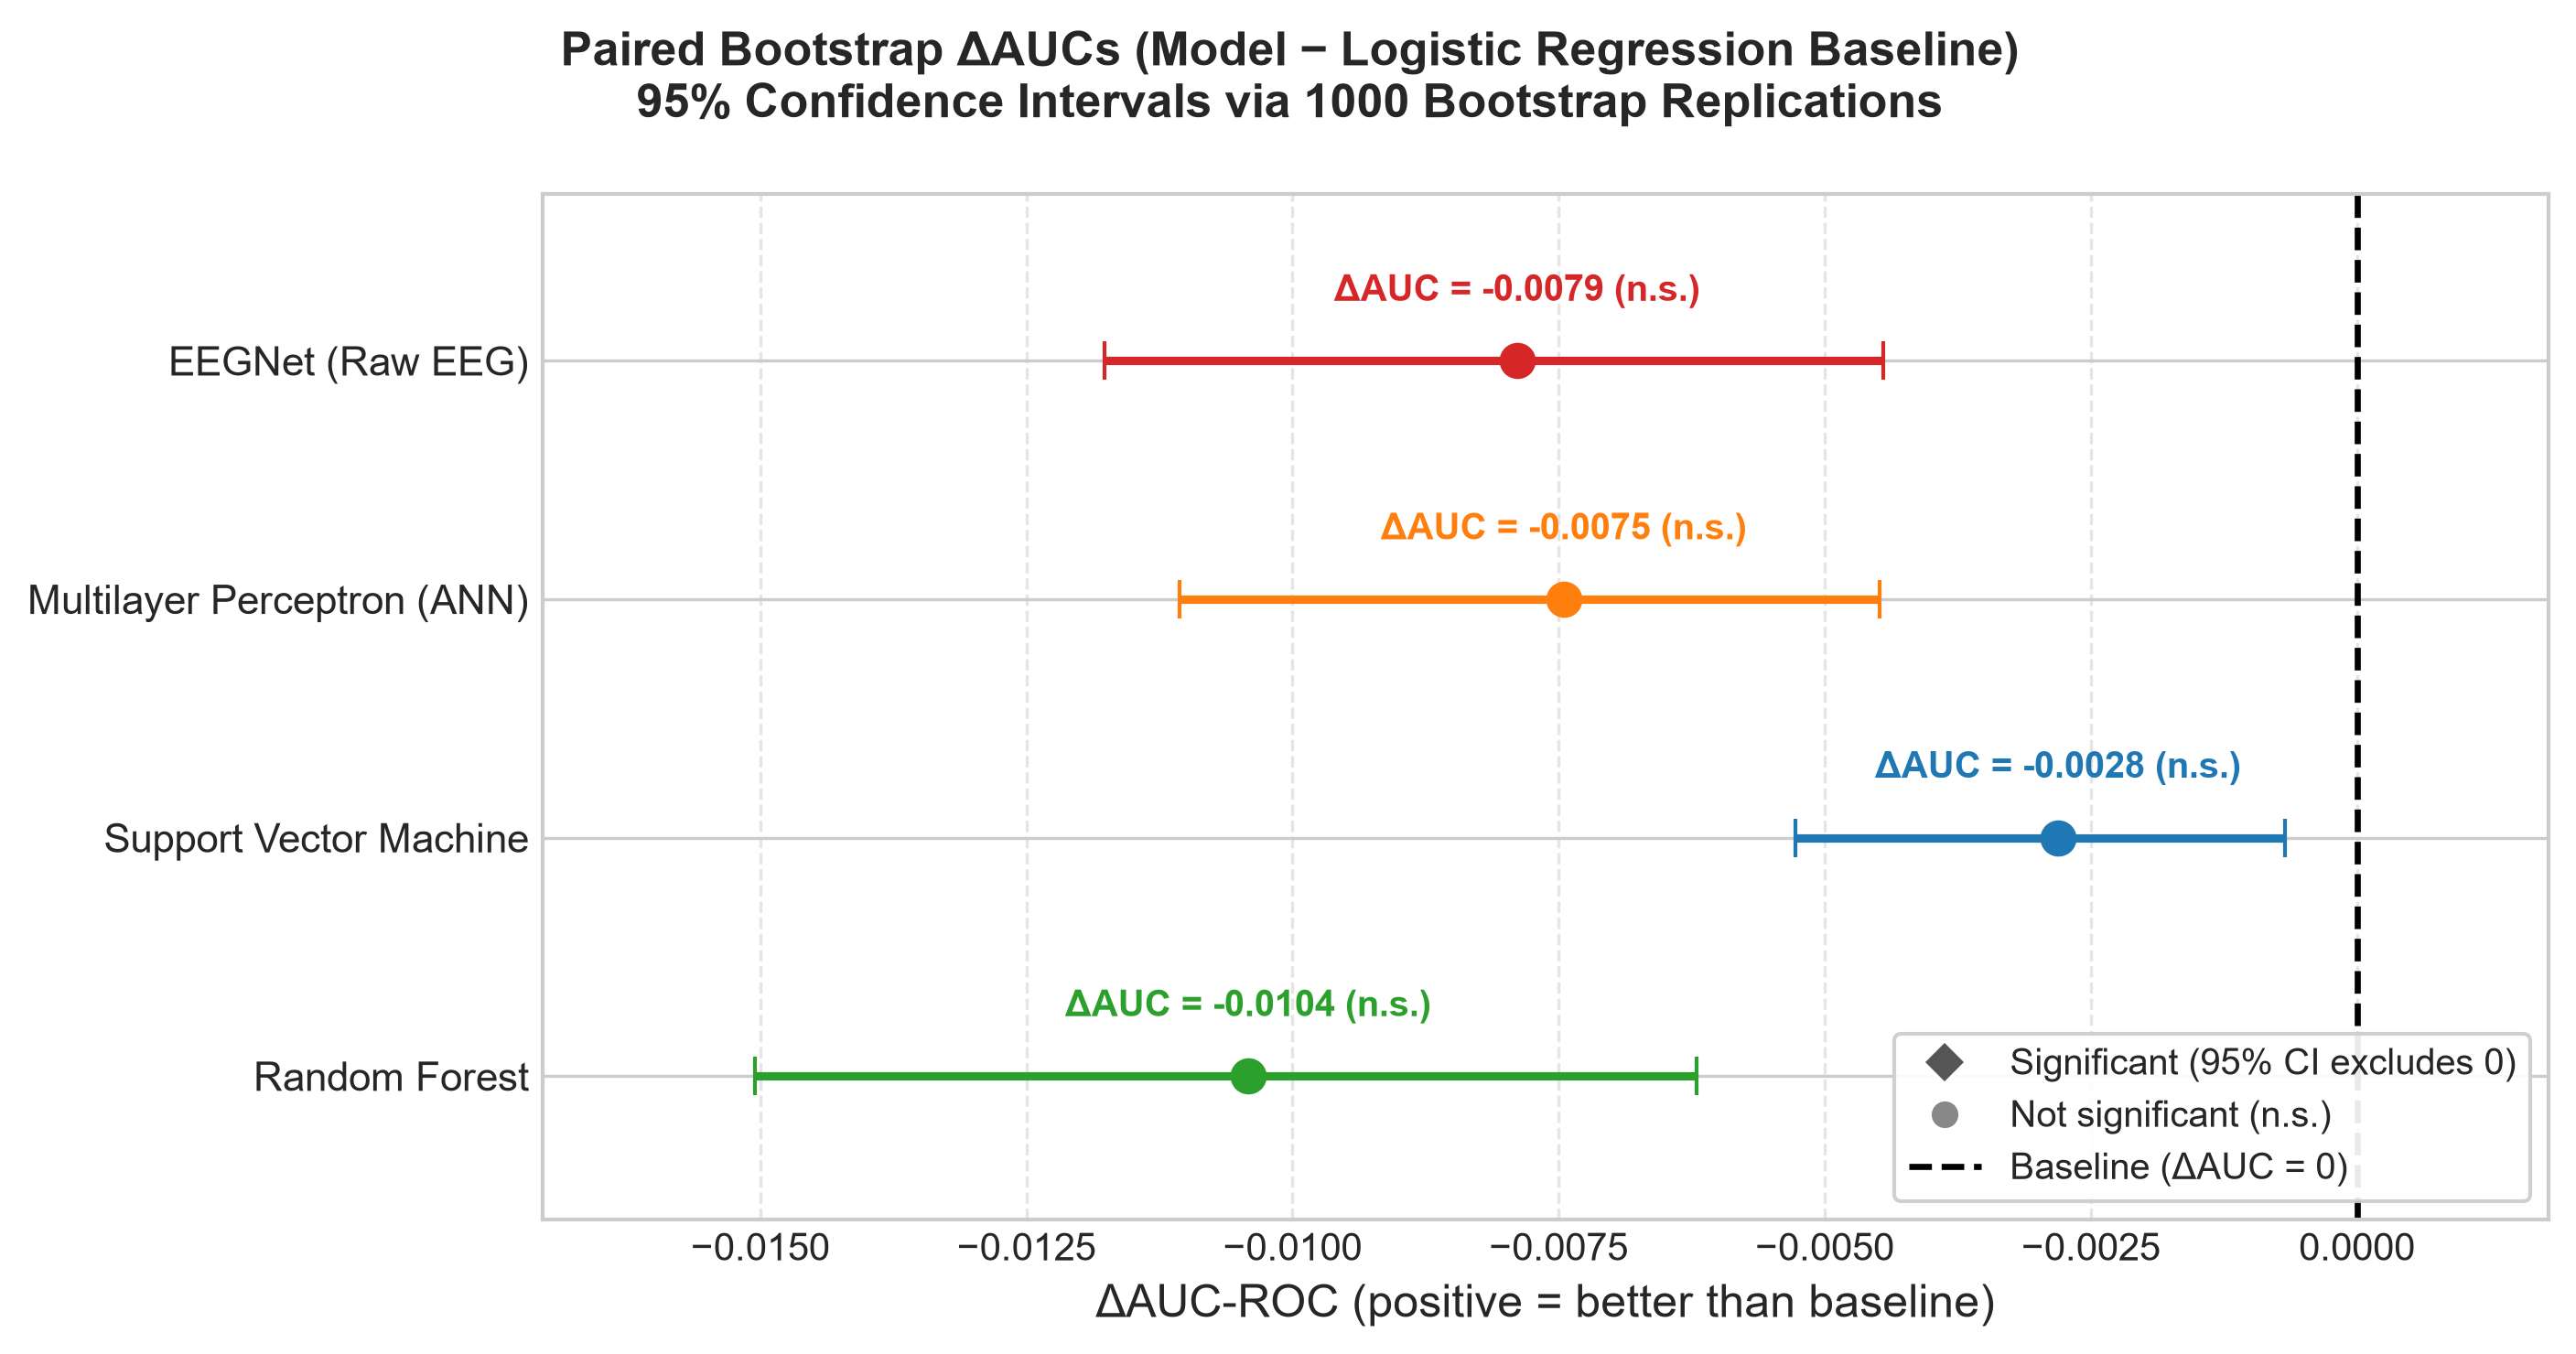 Paired Bootstrap ΔAUCs (Model − Logistic Regression Baseline)
95% Confidence Intervals via 1000 Bootstrap Replications
ΔAUC = -0.0079 (n.s.)
EEGNet (Raw EEG)
ΔAUC = -0.0075 (n.s.)
Multilayer Perceptron (ANN)
ΔAUC = -0.0028 (n.s.)
Support Vector Machine
ΔAUC = -0.0104 (n.s.)
Random Forest
Significant (95% CI excludes 0)
Not significant (n.s.)
Baseline (ΔAUC = 0)
−0.0150 −0.0125 −0.0100 −0.0075 −0.0050 −0.0025 0.0000
ΔAUC-ROC (positive = better than baseline)